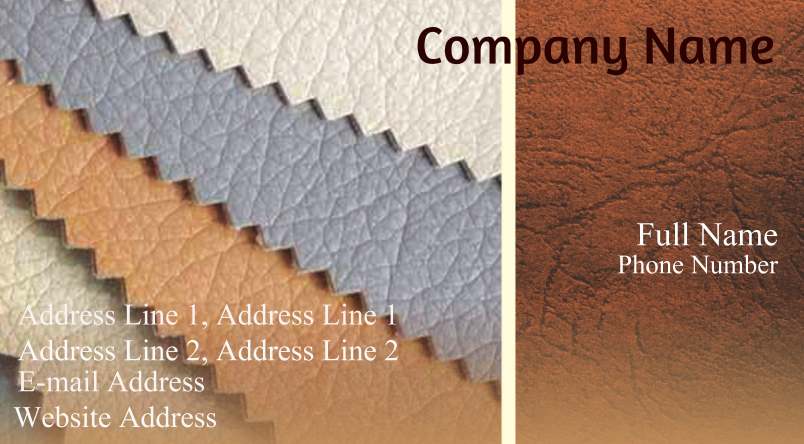 Company Name
Full Name
Phone Number
Address Line 1, Address Line 1
Address Line 2, Address Line 2
E-mail Address
Website Address